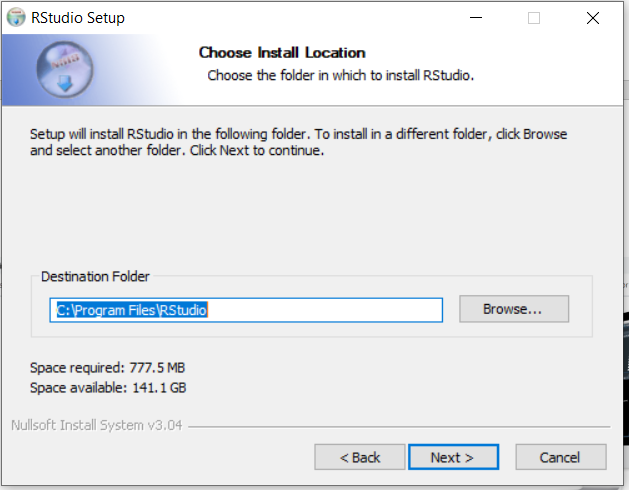 RStudio Setup
Choose Install Location
Choose the folder in which to install RStudio.
Setup will install RStudio in the following folder. To install in a different folder, click Browse
and select another folder. Click Next to continue.
Destination Folder
C:\Program Files\RStudio
Browse...
Space required: 777.5 MB
Space available: 141.1 GB
Nullsoft Install System v3.04
< Back
Next >
Cancel